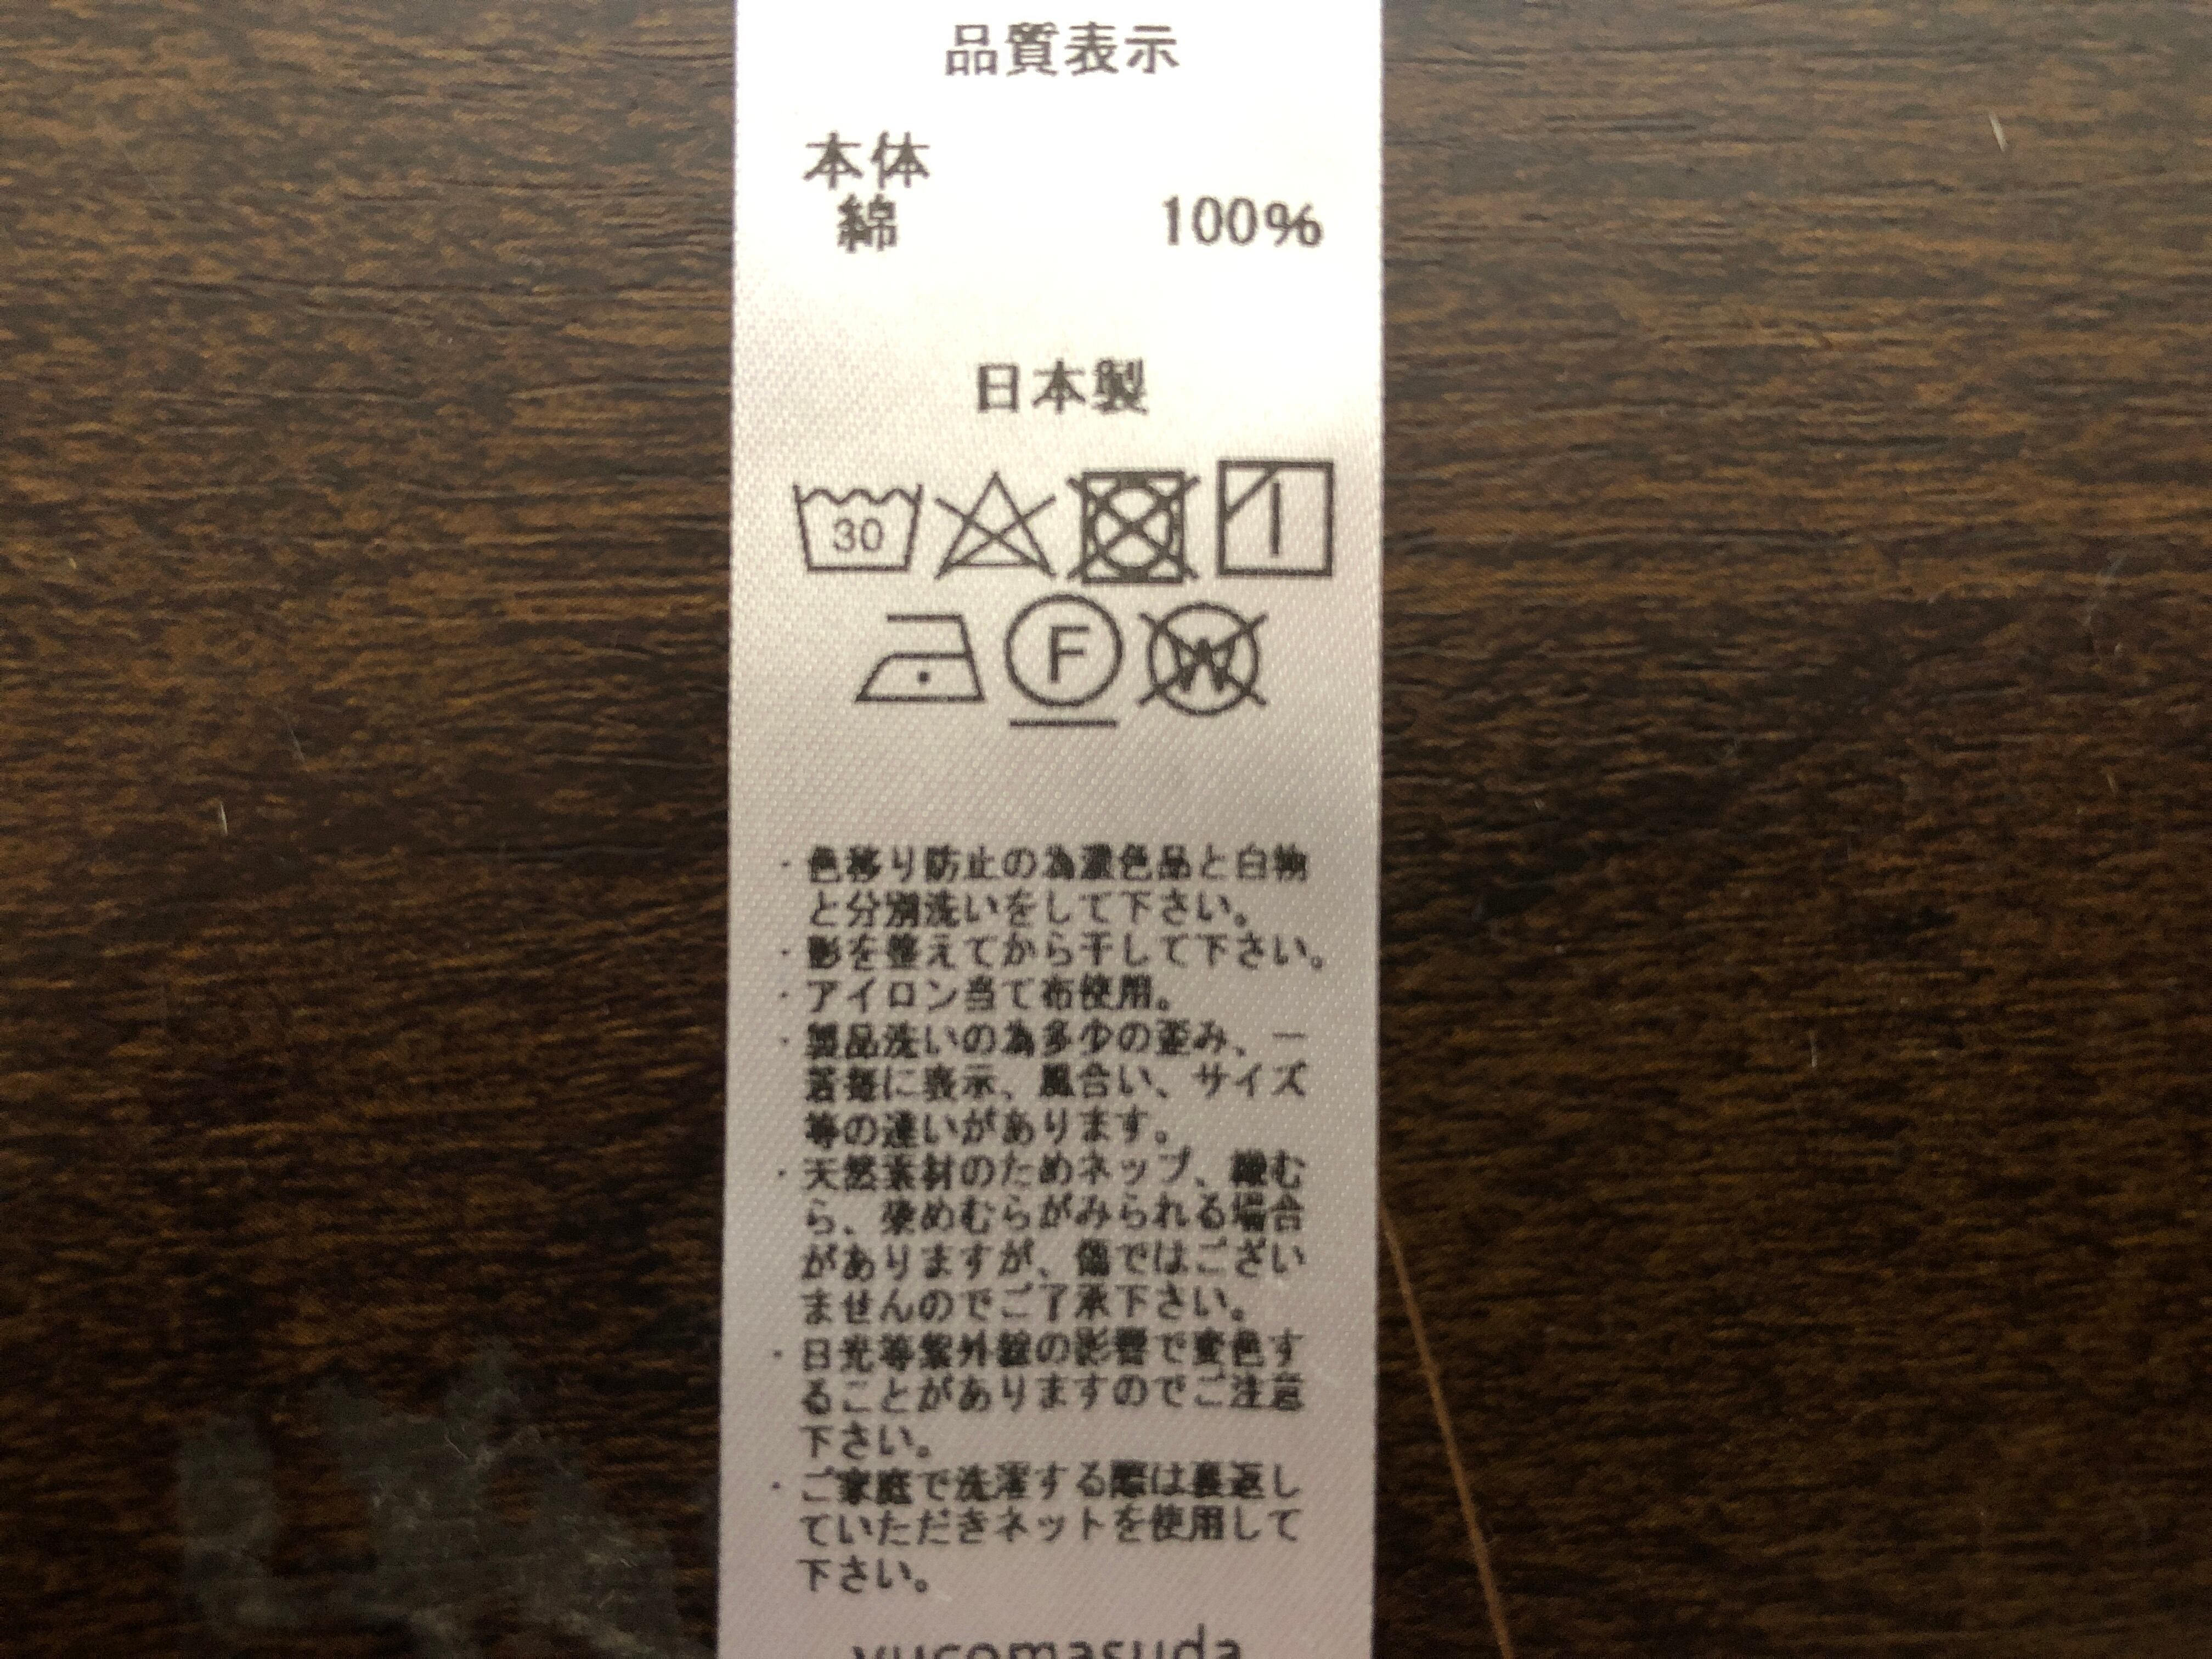 品質表示
本体
綿 100%
日本製
30
F
W
・色移り防止の為濃色品と白物
と分別洗いをして下さい。
・形を整えてから干して下さい。
・アイロン当て布使用。
・製品洗いの為多少の歪み、一
着毎に表示、風合い、サイズ
等の違いがあります。
・天然素材のためネップ、織む
ら、染めむらがみられる場合
がありますが、傷ではござい
ませんのでご了承下さい。
・日光等紫外線の影響で変色す
ることがありますのでご注意
下さい。
・ご家庭で洗濯する際は裏返し
ていただきネットを使用して
下さい。
yucomasuda